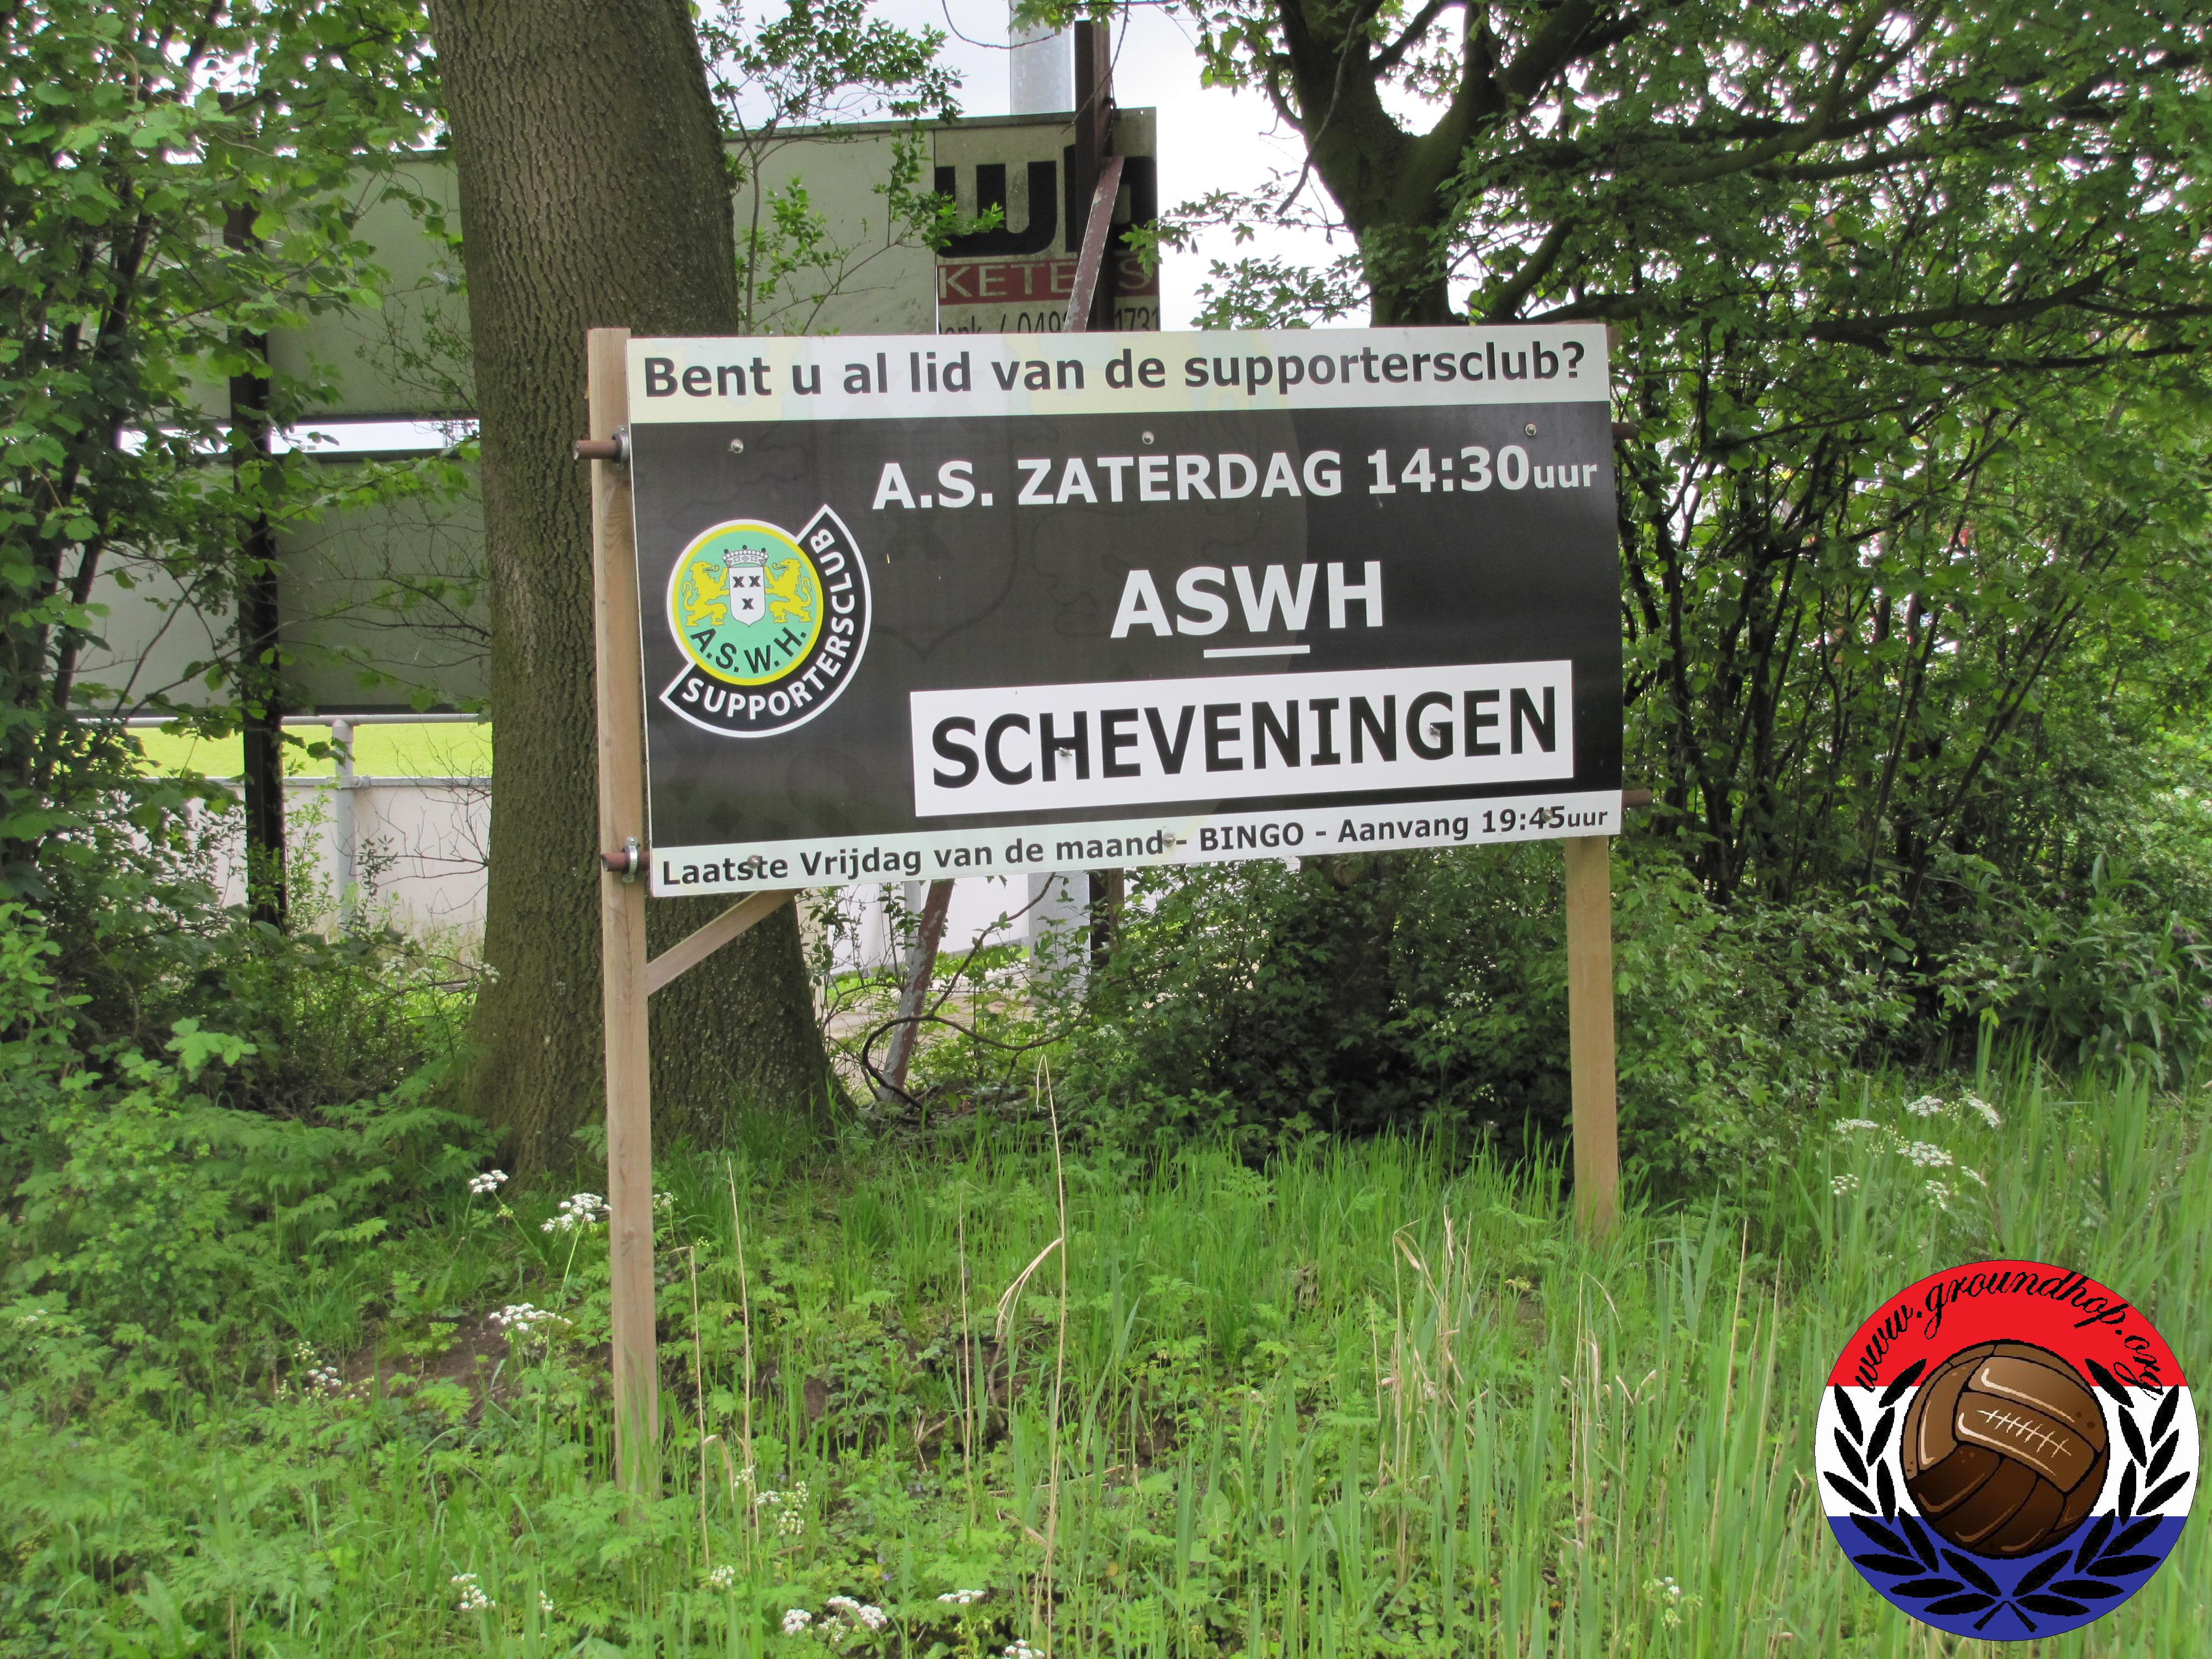 Bent u al lid van de supportersclub?
A.S. ZATERDAG 14:30uur
ASWH
-
SCHEVENINGEN
Laatste Vrijdag van de maand - BINGO - Aanvang 19:45uur
A.S.W.H.
SUPPORTERSCLUB
www.groundhop.org